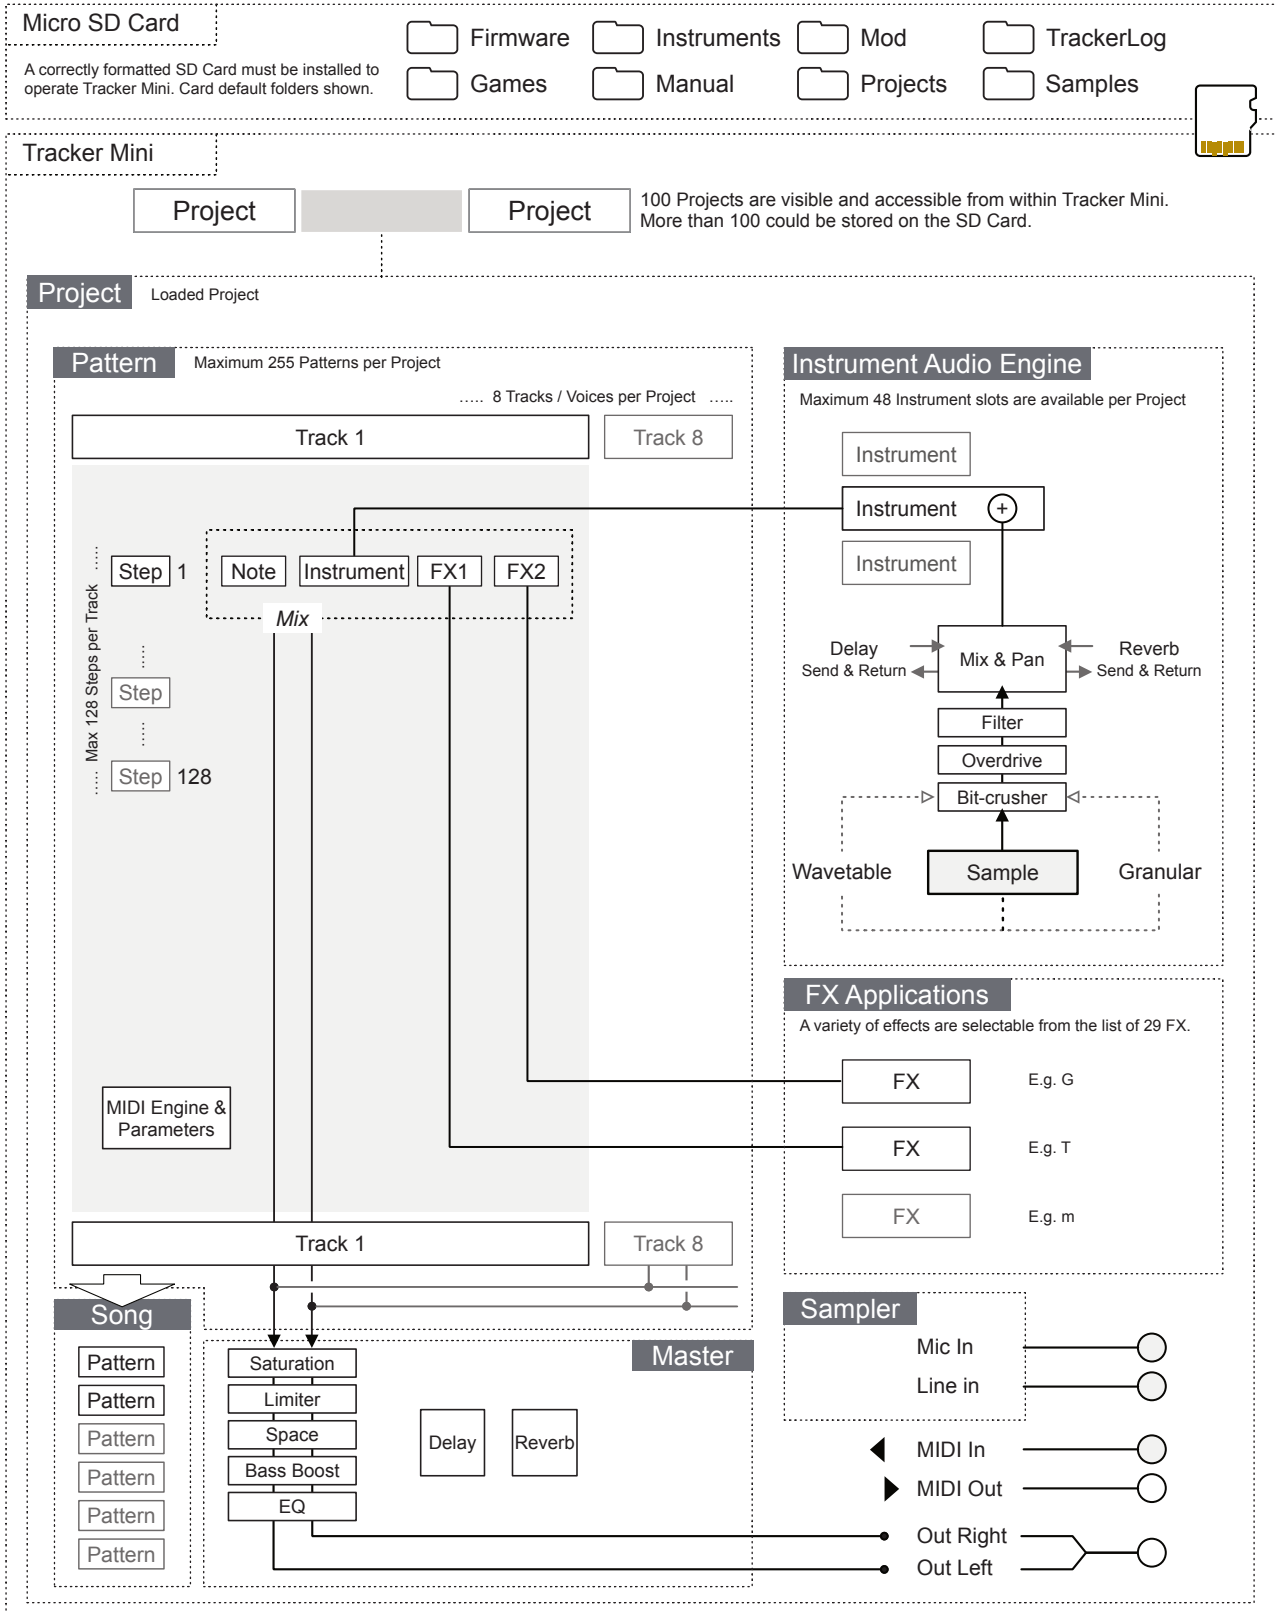 Micro SD Card
A correctly formatted SD Card must be installed to
operate Tracker Mini. Card default folders shown.
Firmware
Instruments
Mod
TrackerLog
Games
Manual
Projects
Samples
Tracker Mini
Project
Project
100 Projects are visible and accessible from within Tracker Mini.
More than 100 could be stored on the SD Card.
Project
Loaded Project
Pattern
Maximum 255 Patterns per Project
..... 8 Tracks / Voices per Project .....
Track 1
Track 8
..... Max 128 Steps per Track .....
Step 1
Note
Instrument
FX1
FX2
Mix
.....
Step
.....
Step 128
MIDI Engine &
Parameters
Track 1
Track 8
Instrument Audio Engine
Maximum 48 Instrument slots are available per Project
Instrument
Instrument +
Instrument
Delay
Send & Return
Mix & Pan
Reverb
Send & Return
Filter
Overdrive
Bit-crusher
Wavetable
Sample
Granular
FX Applications
A variety of effects are selectable from the list of 29 FX.
FX
E.g. G
FX
E.g. T
FX
E.g. m
Song
Pattern
Pattern
Pattern
Pattern
Pattern
Pattern
Master
Saturation
Limiter
Space
Bass Boost
EQ
Delay
Reverb
Sampler
Mic In
Line in
MIDI In
MIDI Out
Out Right
Out Left